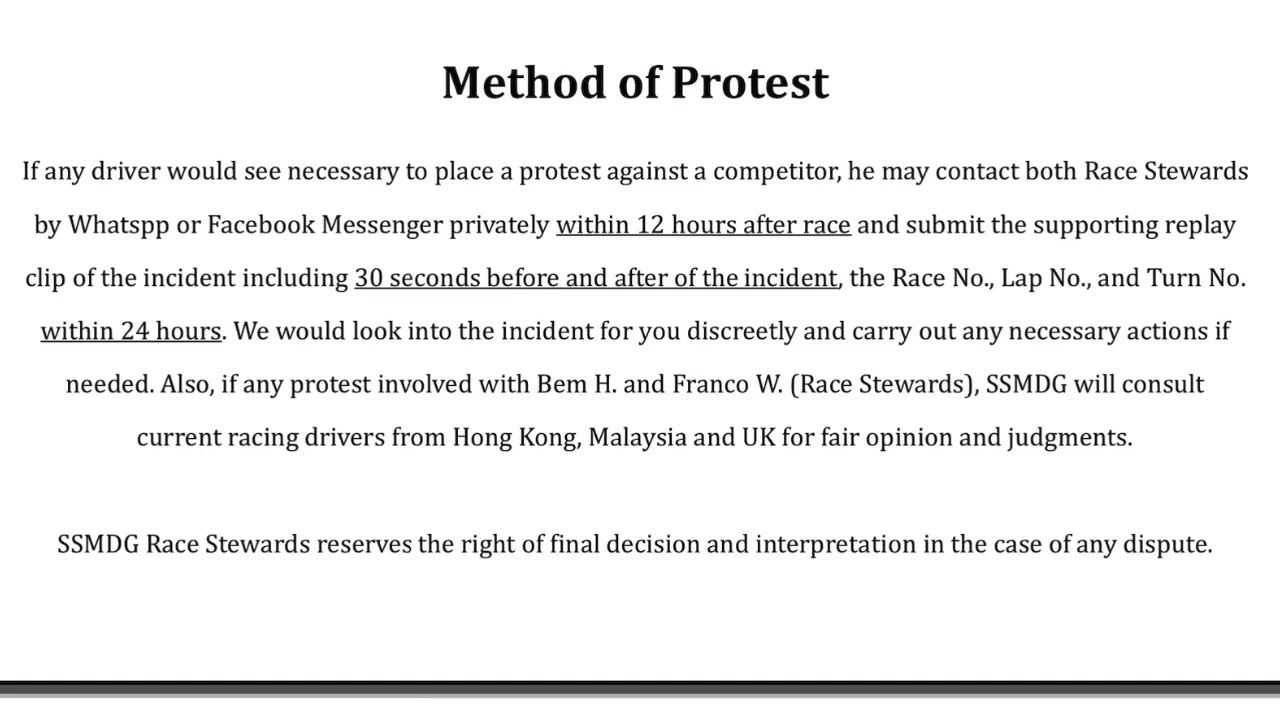 Method of Protest
If any driver would see necessary to place a protest against a competitor, he may contact both Race Stewards
by Whatspp or Facebook Messenger privately within 12 hours after race and submit the supporting replay
clip of the incident including 30 seconds before and after of the incident, the Race No., Lap No., and Turn No.
within 24 hours. We would look into the incident for you discreetly and carry out any necessary actions if
needed. Also, if any protest involved with Bem H. and Franco W. (Race Stewards), SSMDG will consult
current racing drivers from Hong Kong, Malaysia and UK for fair opinion and judgments.
SSMDG Race Stewards reserves the right of final decision and interpretation in the case of any dispute.